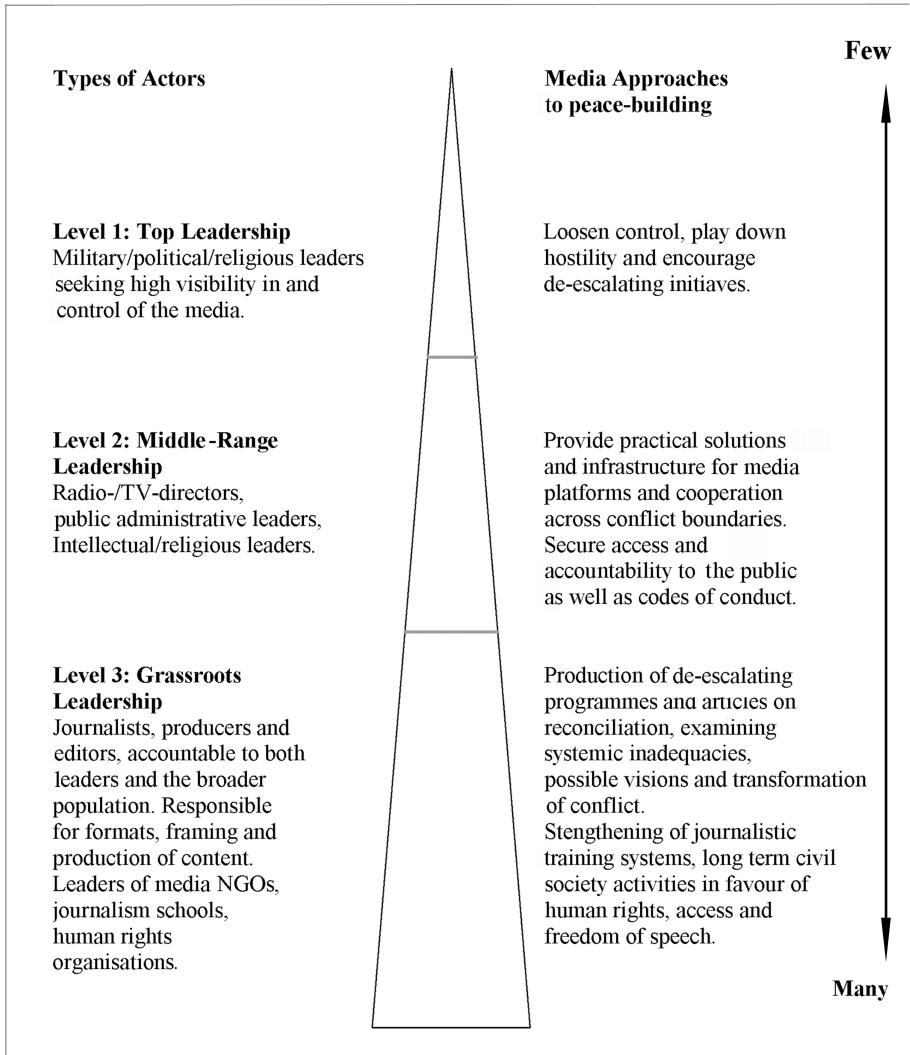 Few
Types of Actors
Media Approaches
to peace-building
Level 1: Top Leadership
Military/political/religious leaders
seeking high visibility in and
control of the media.
Loosen control, play down
hostility and encourage
de-escalating initiaves.
Level 2: Middle-Range
Leadership
Radio-/TV-directors,
public administrative leaders,
Intellectual/religious leaders.
Provide practical solutions
and infrastructure for media
platforms and cooperation
across conflict boundaries.
Secure access and
accountability to the public
as well as codes of conduct.
Level 3: Grassroots
Leadership
Journalists, producers and
editors, accountable to both
leaders and the broader
population. Responsible
for formats, framing and
production of content.
Leaders of media NGOs,
journalism schools,
human rights
organisations.
Production of de-escalating
programmes and articles on
reconciliation, examining
systemic inadequacies,
possible visions and transformation
of conflict.
Stengthening of journalistic
training systems, long term civil
society activities in favour of
human rights, access and
freedom of speech.
Many